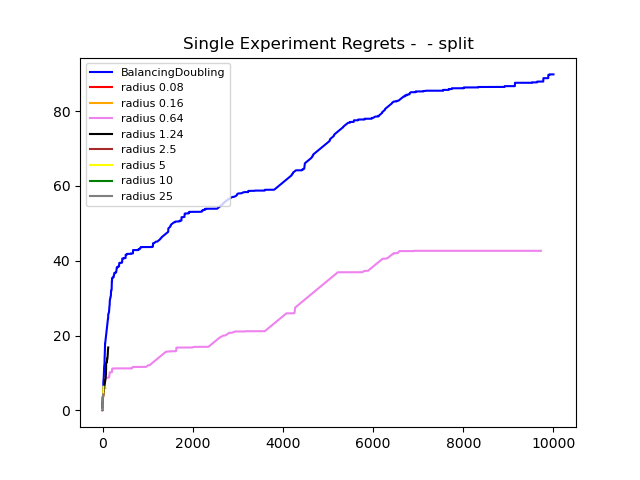 Single Experiment Regrets -  - split
BalancingDoubling
radius 0.08
radius 0.16
radius 0.64
radius 1.24
radius 2.5
radius 5
radius 10
radius 25
80
60
40
20
0
0 2000 4000 6000 8000 10000